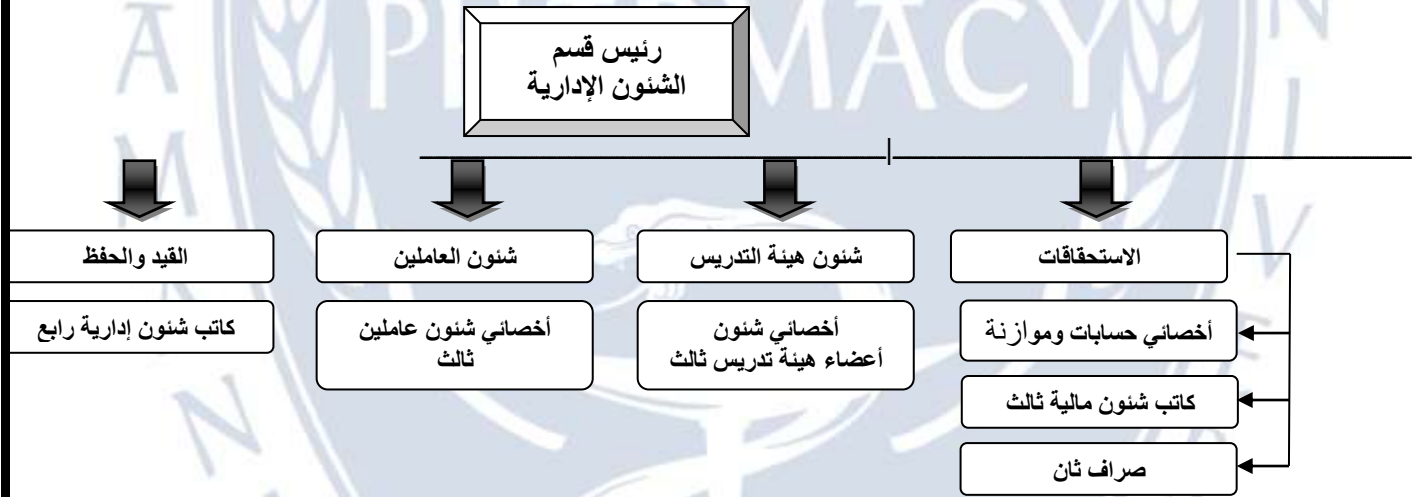 PHARMACY
رئيس قسم
الشئون الإدارية
الاستحقاقات
شئون هيئة التدريس
شئون العاملين
القيد والحفظ
أخصائي حسابات وموازنة
كاتب شئون مالية ثالث
صراف ثان
أخصائي شئون
أعضاء هيئة تدريس ثالث
أخصائي شئون عاملين
ثالث
كاتب شئون إدارية رابع